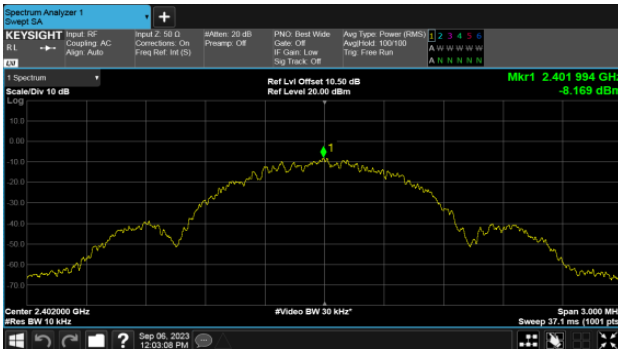 Spectrum Analyzer 1
Swept SA
+
KEYSIGHT
RL
LXI
Input: RF
Coupling: AC
Align: Auto
Input Z: 50 Ω
Corrections: On
Freq Ref: Int (S)
#Atten: 20 dB
Preamp: Off
PNO: Best Wide
Gate: Off
IF Gain: Low
Sig Track: Off
Avg Type: Power (RMS)
Avg|Hold: 100/100
Trig: Free Run
1 2 3 4 5 6
A W W W W W
A N N N N N
1 Spectrum
Scale/Div 10 dB
Ref Lvl Offset 10.50 dB
Ref Level 20.00 dBm
Mkr1 2.401 994 GHz
-8.169 dBm
Log
10.0
0.00
-10.0
-20.0
-30.0
-40.0
-50.0
-60.0
-70.0
1
Center 2.402000 GHz
#Res BW 10 kHz
#Video BW 30 kHz*
Span 3.000 MH
Sweep 37.1 ms (1001 pts
?
Sep 06, 2023
12:03:08 PM